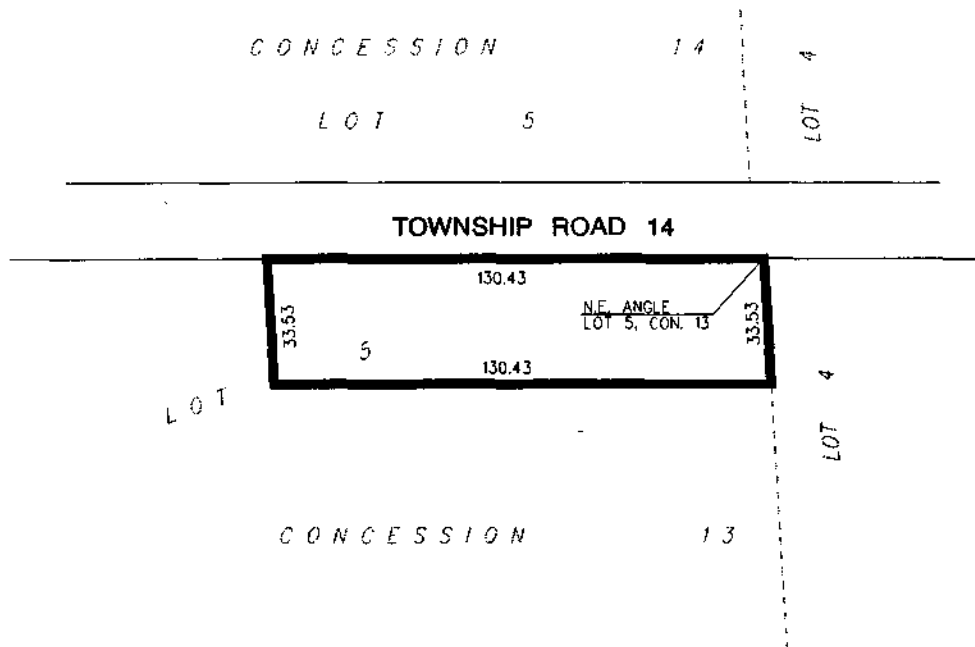 CONCESSION 14
LOT 5
LOT 4
TOWNSHIP ROAD 14
130.43
N.E. ANGLE
LOT 5, CON. 13
33.53
33.53
5
130.43
LOT
LOT 4
CONCESSION 13